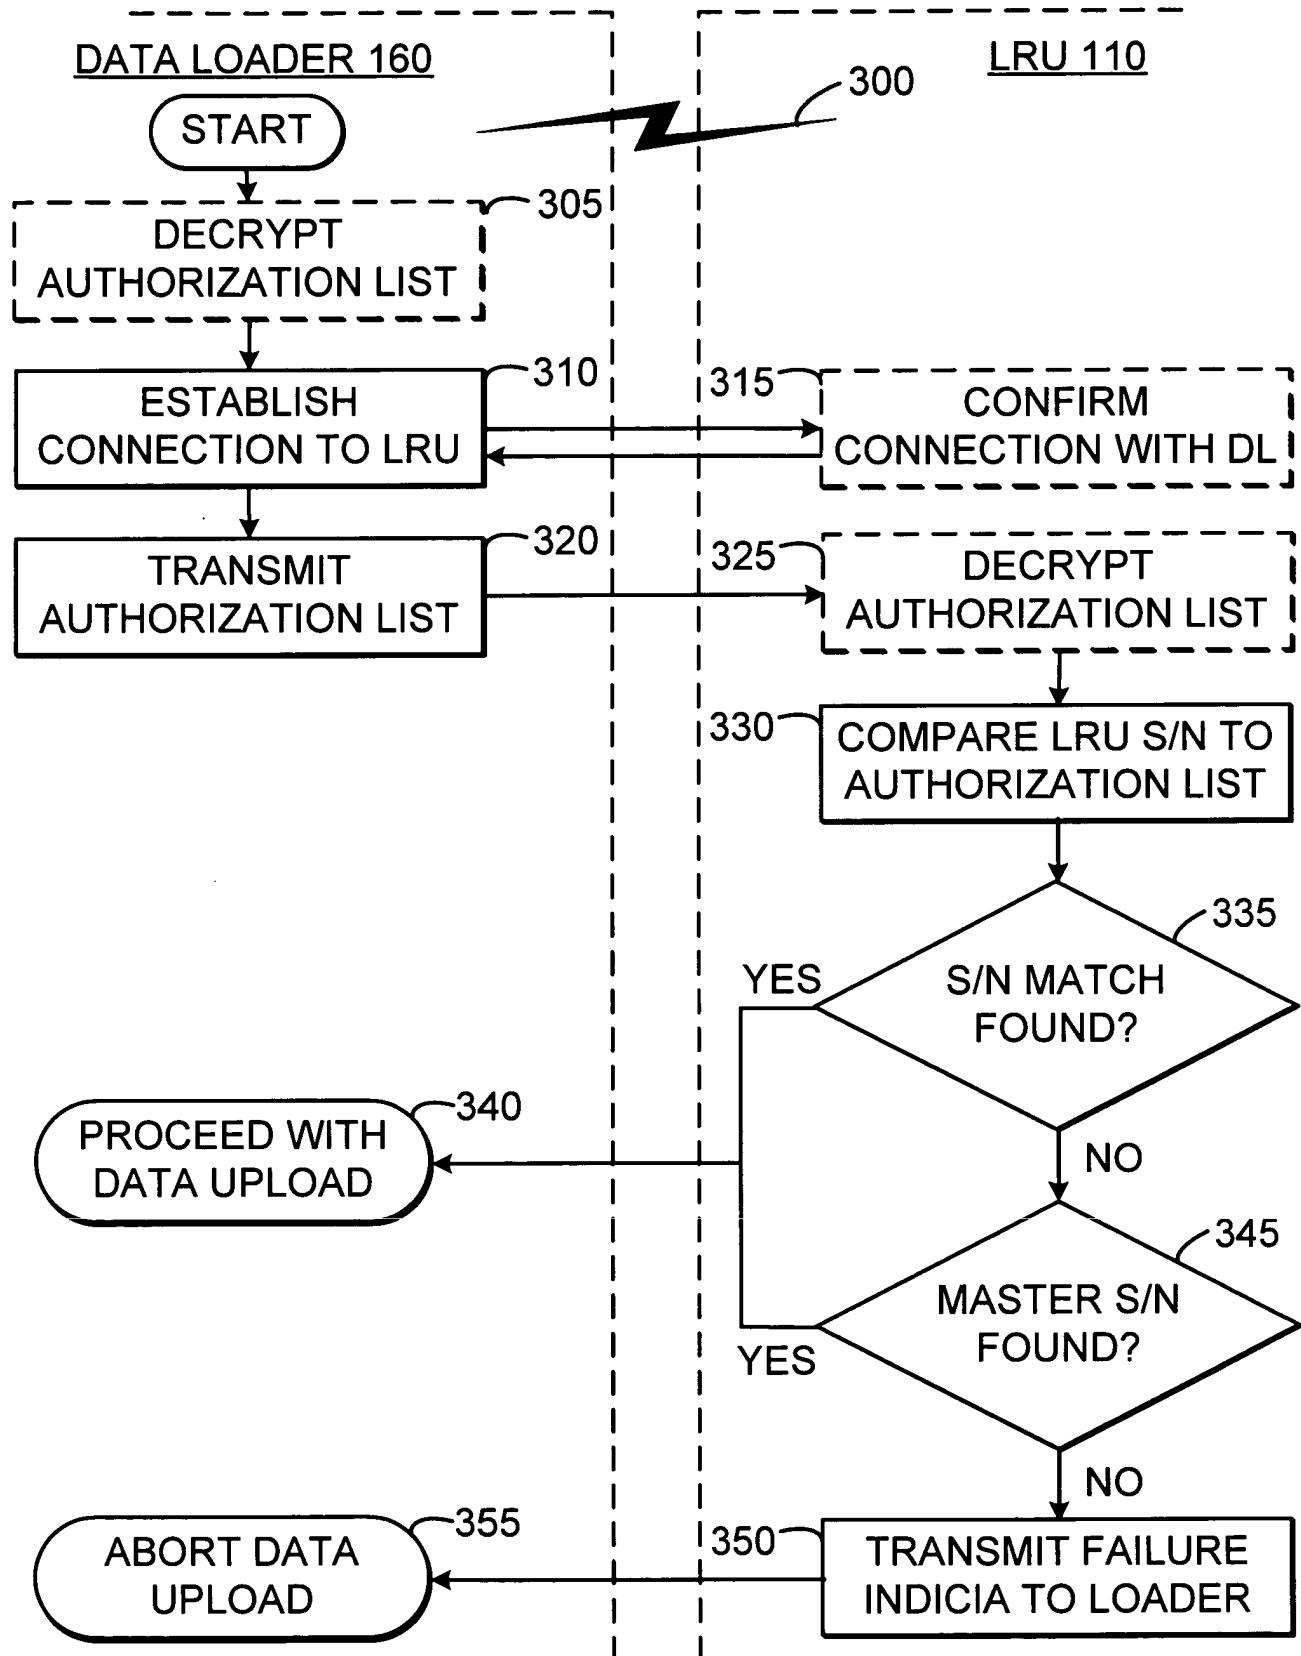 DATA LOADER 160
LRU 110
300
START
305
DECRYPT
AUTHORIZATION LIST
310
ESTABLISH
CONNECTION TO LRU
315
CONFIRM
CONNECTION WITH DL
320
TRANSMIT
AUTHORIZATION LIST
325
DECRYPT
AUTHORIZATION LIST
330
COMPARE LRU S/N TO
AUTHORIZATION LIST
335
YES
S/N MATCH
FOUND?
340
PROCEED WITH
DATA UPLOAD
NO
345
MASTER S/N
FOUND?
YES
NO
355
ABORT DATA
UPLOAD
350
TRANSMIT FAILURE
INDICIA TO LOADER